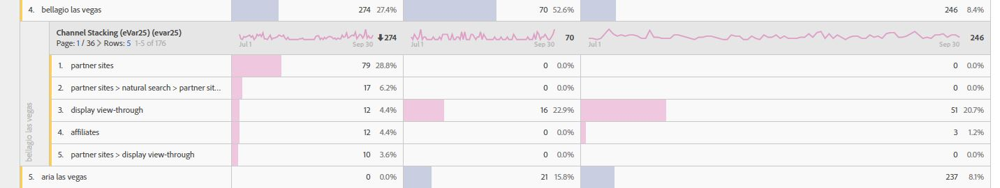 4. bellagio las vegas 274 27.4% 70 52.6% 246 8.4%
Channel Stacking (eVar25) (evar25)
Page: 1 / 36 > Rows: 5 1-5 of 176
Jul 1 Sep 30 274 Jul 1 Sep 30 70 Jul 1 Sep 30 246
bellagio las vegas
1. partner sites 79 28.8% 0 0.0% 0 0.0%
2. partner sites > natural search > partner sit... 17 6.2% 0 0.0% 0 0.0%
3. display view-through 12 4.4% 16 22.9% 51 20.7%
4. affiliates 12 4.4% 0 0.0% 3 1.2%
5. partner sites > display view-through 10 3.6% 0 0.0% 0 0.0%
5. aria las vegas 0 0.0% 21 15.8% 237 8.1%